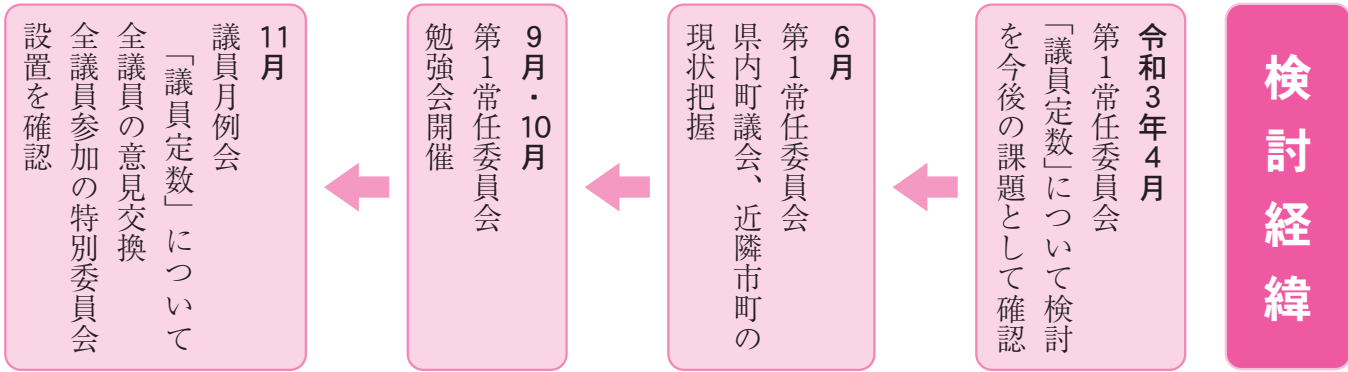 検討経緯
令和3年4月
第1常任委員会
「議員定数」について検討
を今後の課題として確認
6月
第1常任委員会
県内町議会、近隣市町の
現状把握
9月・10月
第1常任委員会
勉強会開催
11月
議員月例会
「議員定数」について
全議員の意見交換
全議員参加の特別委員会
設置を確認